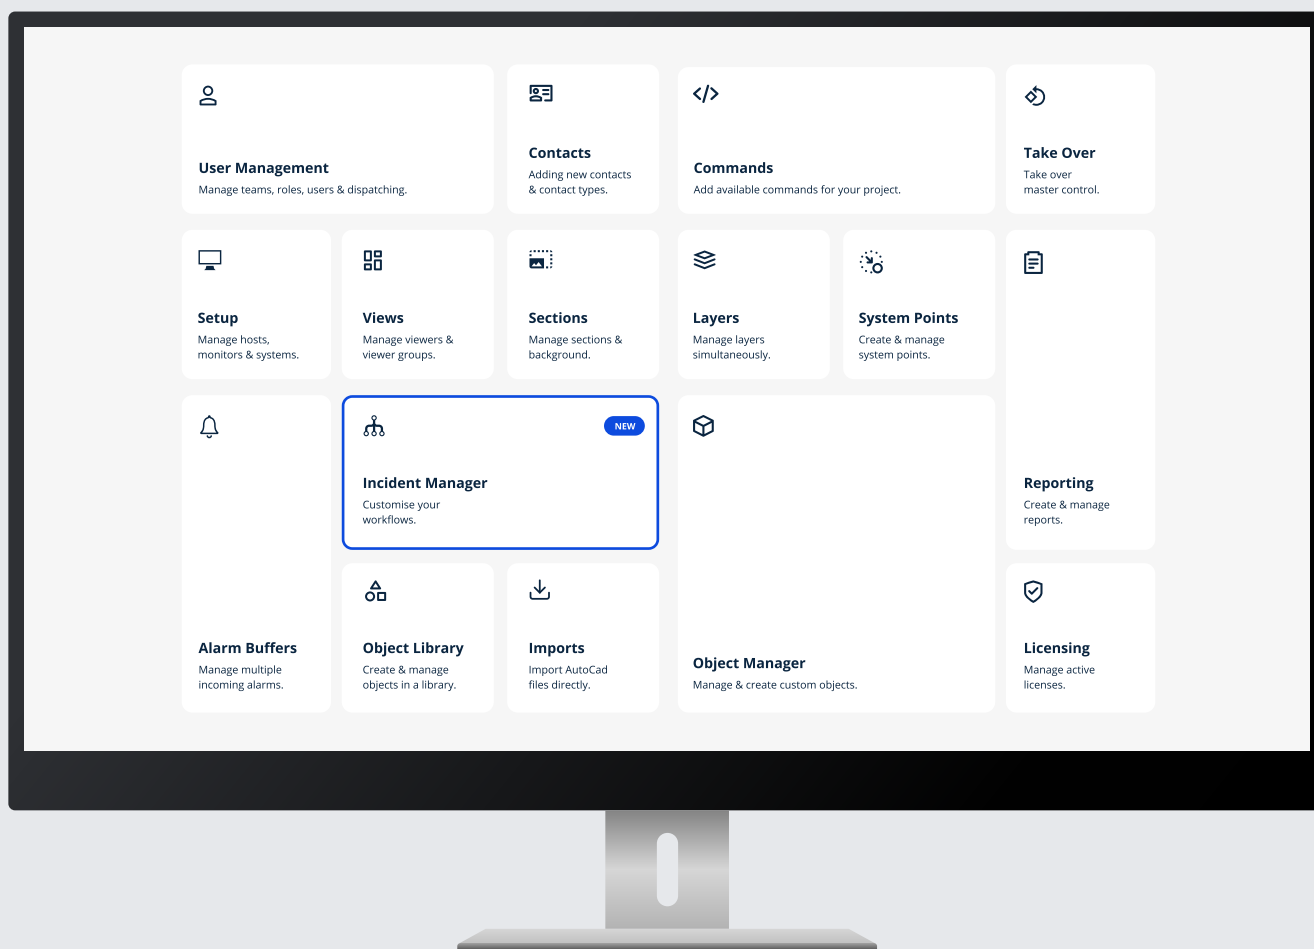 User Management
Manage teams, roles, users & dispatching.
Contacts
Adding new contacts
& contact types.
Commands
Add available commands for your project.
Take Over
Take over
master control.
Setup
Manage hosts,
monitors & systems.
Views
Manage viewers &
viewer groups.
Sections
Manage sections &
background.
Layers
Manage layers
simultaneously.
System Points
Create & manage
system points.
Reporting
Create & manage
reports.
Alarm Buffers
Manage multiple
incoming alarms.
NEW
Incident Manager
Customise your
workflows.
Object Library
Create & manage
objects in a library.
Imports
Import AutoCad
files directly.
Object Manager
Manage & create custom objects.
Licensing
Manage active
licenses.